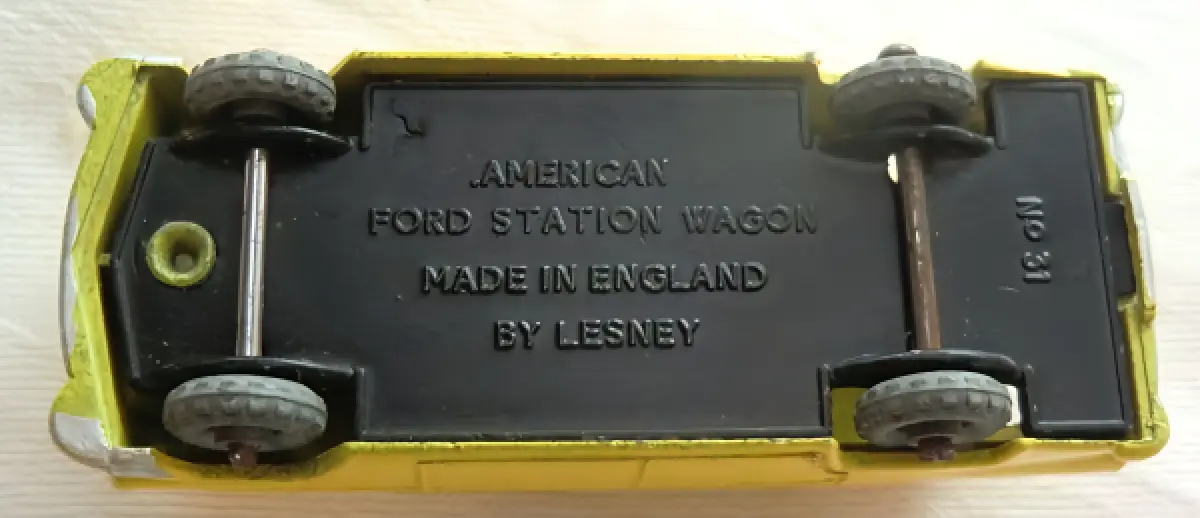 AMERICAN
FORD STATION WAGON
MADE IN ENGLAND
BY LESNEY
No 31